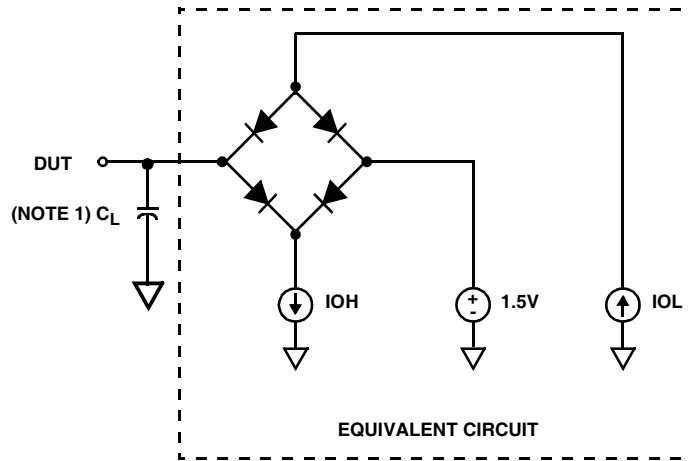 DUT
(NOTE 1) CL
IOH
+
-
1.5V
IOL
EQUIVALENT CIRCUIT